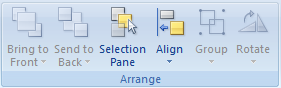 Bring to Send to Selection Align Group Rotate
Front Back Pane
Arrange